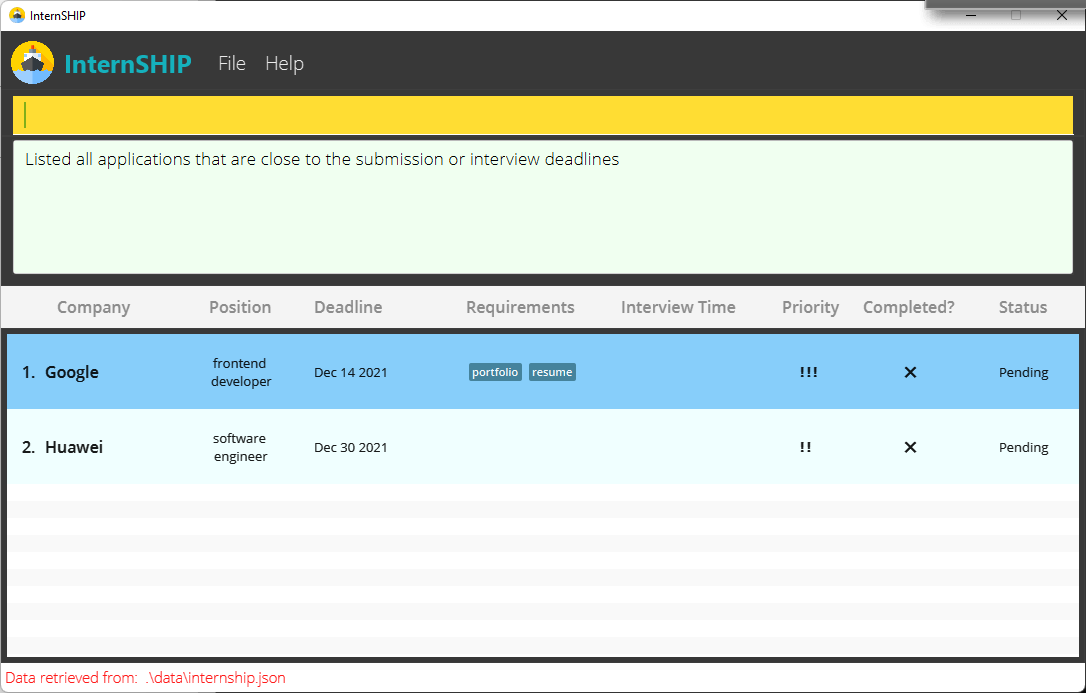 InternSHIP
InternSHIP File Help
Listed all applications that are close to the submission or interview deadlines
Company Position Deadline Requirements Interview Time Priority Completed? Status
1. Google frontend developer Dec 14 2021 portfolio resume !!! ✕ Pending
2. Huawei software engineer Dec 30 2021 !! ✕ Pending
Data retrieved from: .\data\internship.json